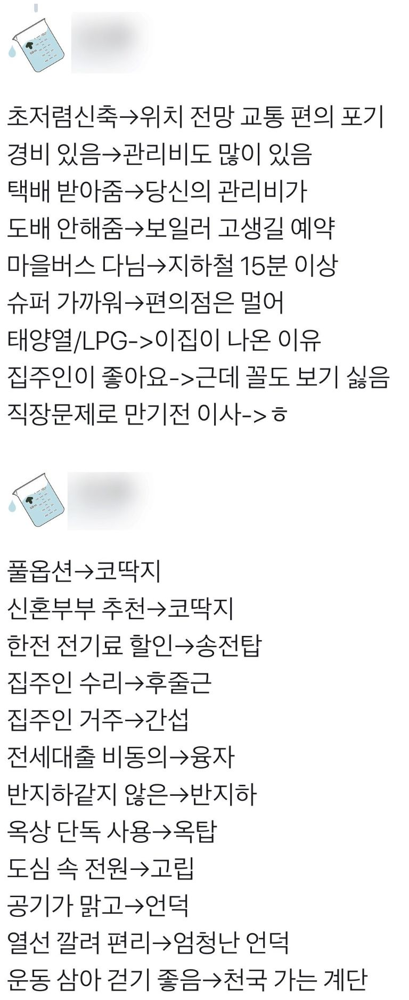 초저렴신축→위치 전망 교통 편의 포기
경비 있음→관리비도 많이 있음
택배 받아줌→당신의 관리비가
도배 안해줌→보일러 고생길 예약
마을버스 다님→지하철 15분 이상
슈퍼 가까워→편의점은 멀어
태양열/LPG->이집이 나온 이유
집주인이 좋아요->근데 꼴도 보기 싫음
직장문제로 만기전 이사->ㅎ
풀옵션→코딱지
신혼부부 추천→코딱지
한전 전기료 할인→송전탑
집주인 수리→후줄근
집주인 거주→간섭
전세대출 비동의→융자
반지하같지 않은→반지하
옥상 단독 사용→옥탑
도심 속 전원→고립
공기가 맑고→언덕
열선 깔려 편리→엄청난 언덕
운동 삼아 걷기 좋음→천국 가는 계단